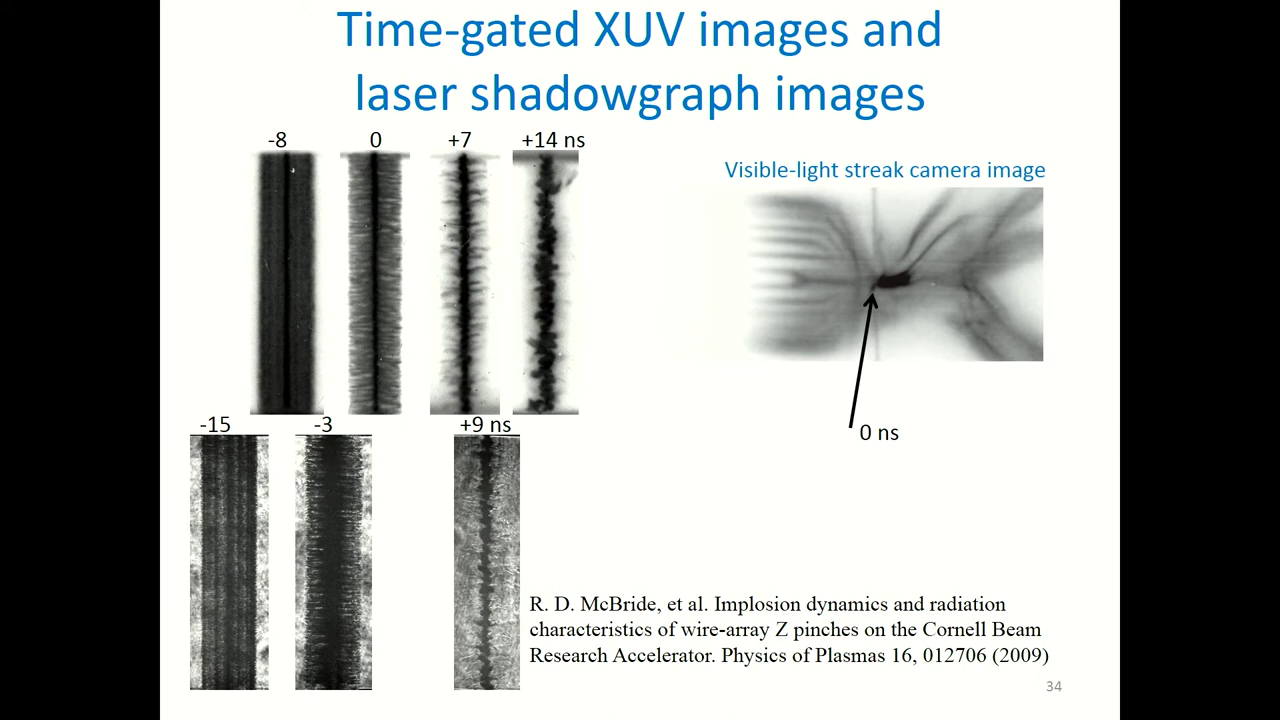 Time-gated XUV images and
laser shadowgraph images
-8 0 +7 +14 ns
Visible-light streak camera image
0 ns
-15 -3 +9 ns
R. D. McBride, et al. Implosion dynamics and radiation
characteristics of wire-array Z pinches on the Cornell Beam
Research Accelerator. Physics of Plasmas 16, 012706 (2009)
34